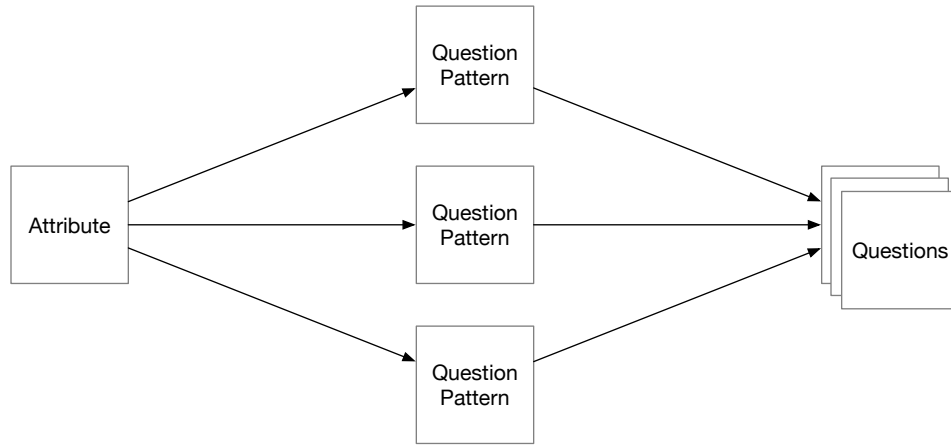 Question
Pattern
Attribute
Question
Pattern
Questions
Question
Pattern